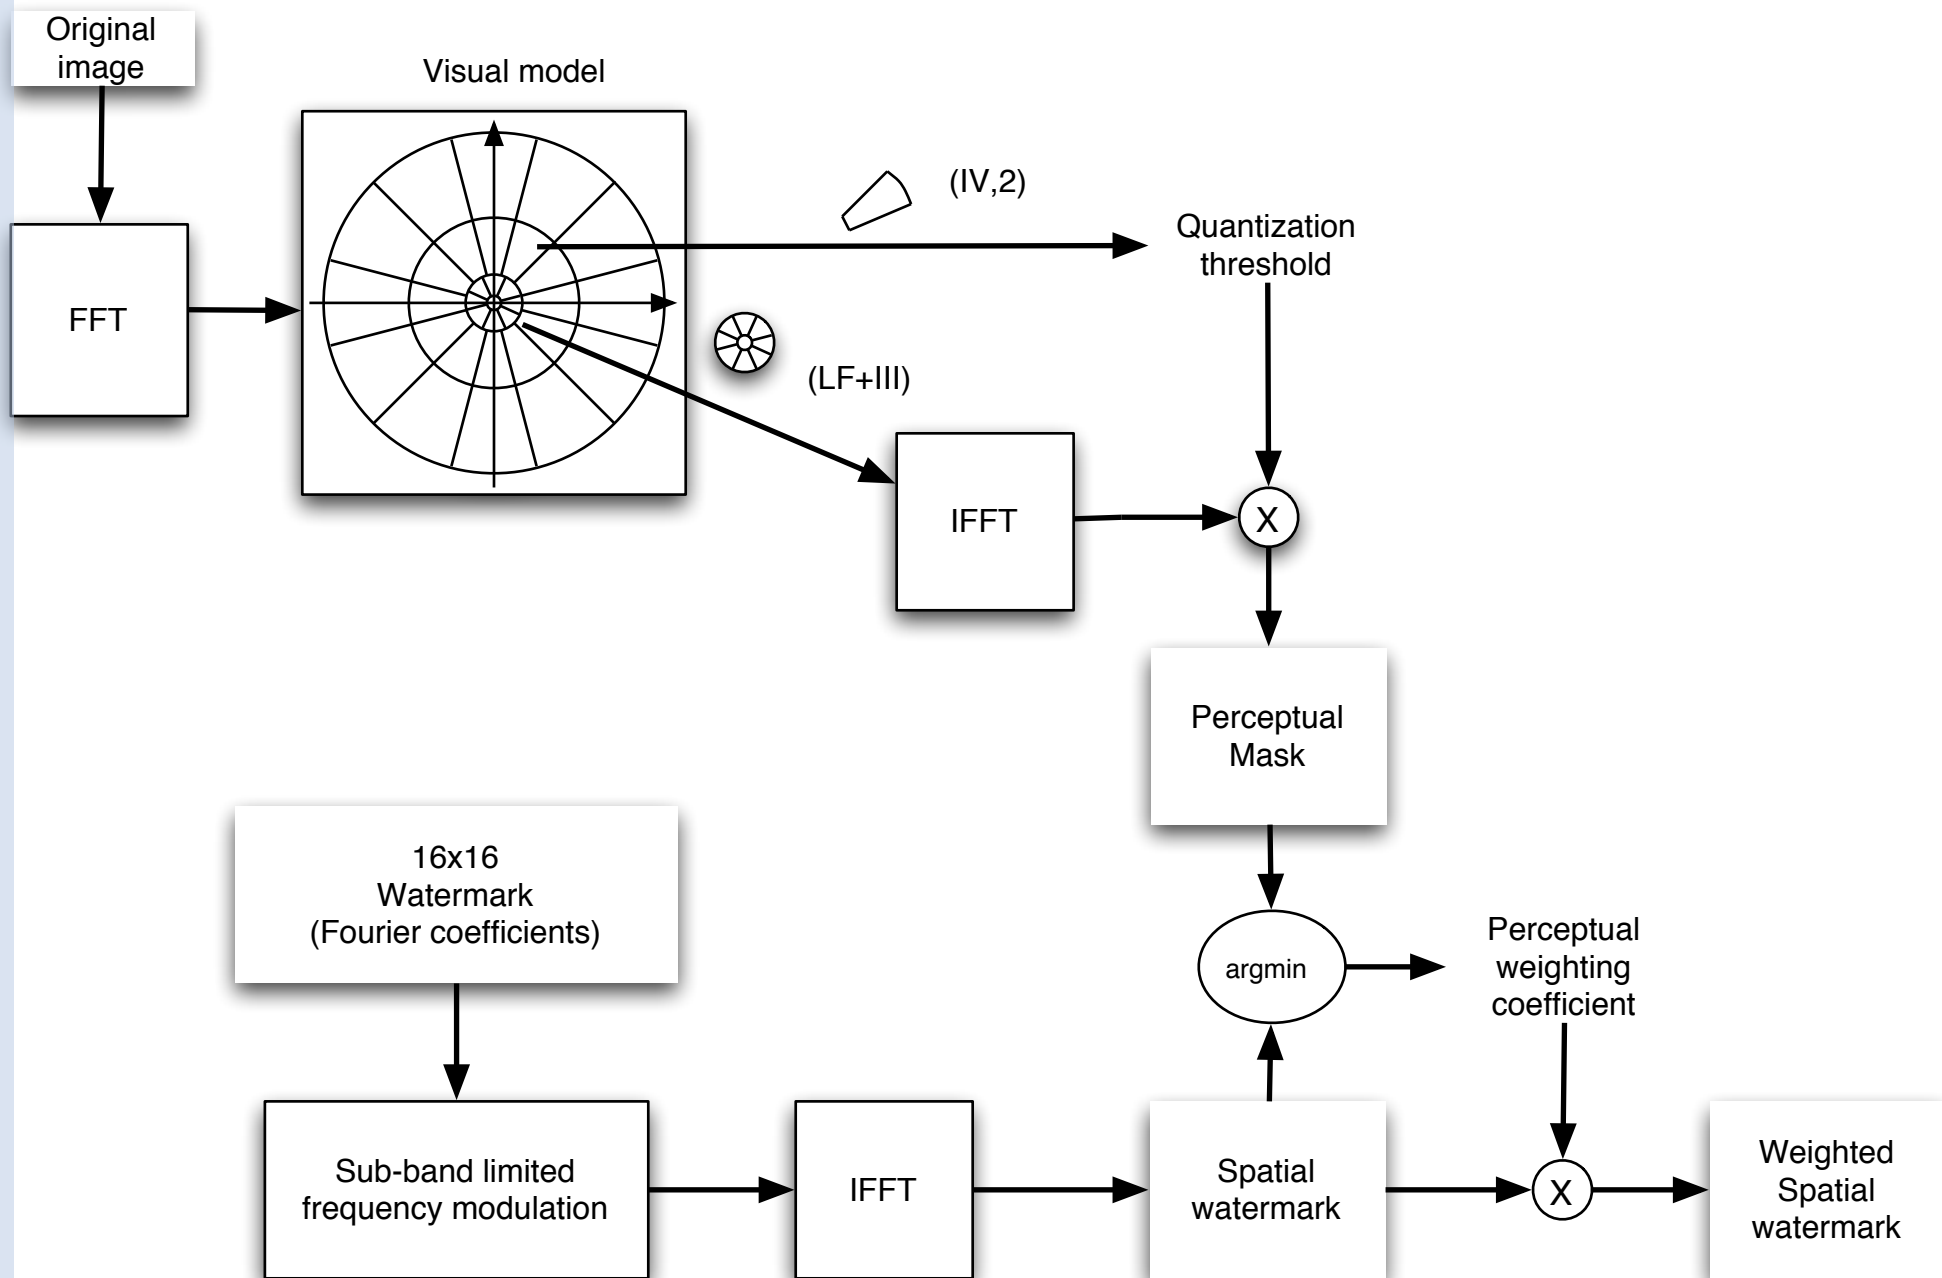 Original
image
Visual model
(IV,2)
Quantization
threshold
FFT
(LF+III)
IFFT
X
Perceptual
Mask
16x16
Watermark
(Fourier coefficients)
argmin
Perceptual
weighting
coefficient
Sub-band limited
frequency modulation
IFFT
Spatial
watermark
X
Weighted
Spatial
watermark